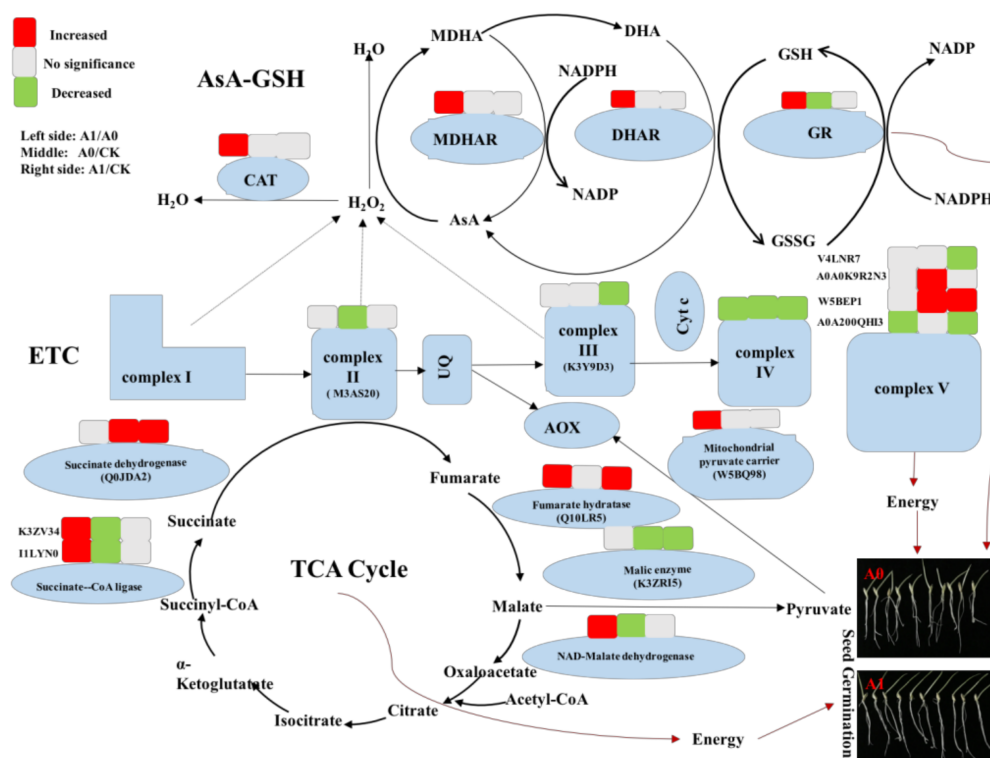 Increased
No significance
Decreased
Left side: A1/A0
Middle: A0/CK
Right side: A1/CK
AsA-GSH
H2O
MDHA
DHA
NADPH
MDHAR
DHAR
NADP
AsA
CAT
H2O
H2O2
GSH
NADP
GR
NADPH
GSSG
V4LNR7
A0A0K9R2N3
W5BEP1
A0A200QHI3
ETC
complex I
complex
II
( M3AS20)
UQ
complex
III
(K3Y9D3)
Cyt c
complex
IV
complex V
AOX
Succinate dehydrogenase
(Q0JDA2)
Mitochondrial
pyruvate carrier
(W5BQ98)
Fumarate
Fumarate hydratase
(Q10LR5)
Energy
Succinate
K3ZV34
I1LYN0
Succinate--CoA ligase
TCA Cycle
Malic enzyme
(K3ZRI5)
Succinyl-CoA
Malate
Pyruvate
NAD-Malate dehydrogenase
Oxaloacetate
α-
Ketoglutatate
Acetyl-CoA
Citrate
Isocitrate
Energy
Seed Germination
A0
A1